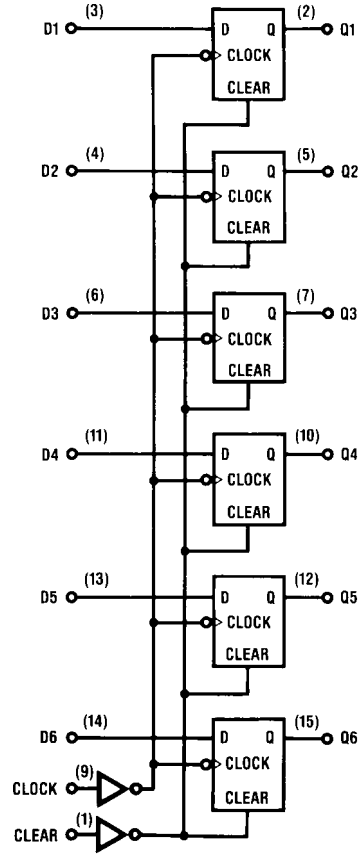 (3) (2)
D1 D Q Q1
CLOCK
CLEAR
(4) (5)
D2 D Q Q2
CLOCK
CLEAR
(6) (7)
D3 D Q Q3
CLOCK
CLEAR
(11) (10)
D4 D Q Q4
CLOCK
CLEAR
(13) (12)
D5 D Q Q5
CLOCK
CLEAR
(14) (15)
D6 D Q Q6
CLOCK
(9)
CLOCK
CLEAR
(1)
CLEAR